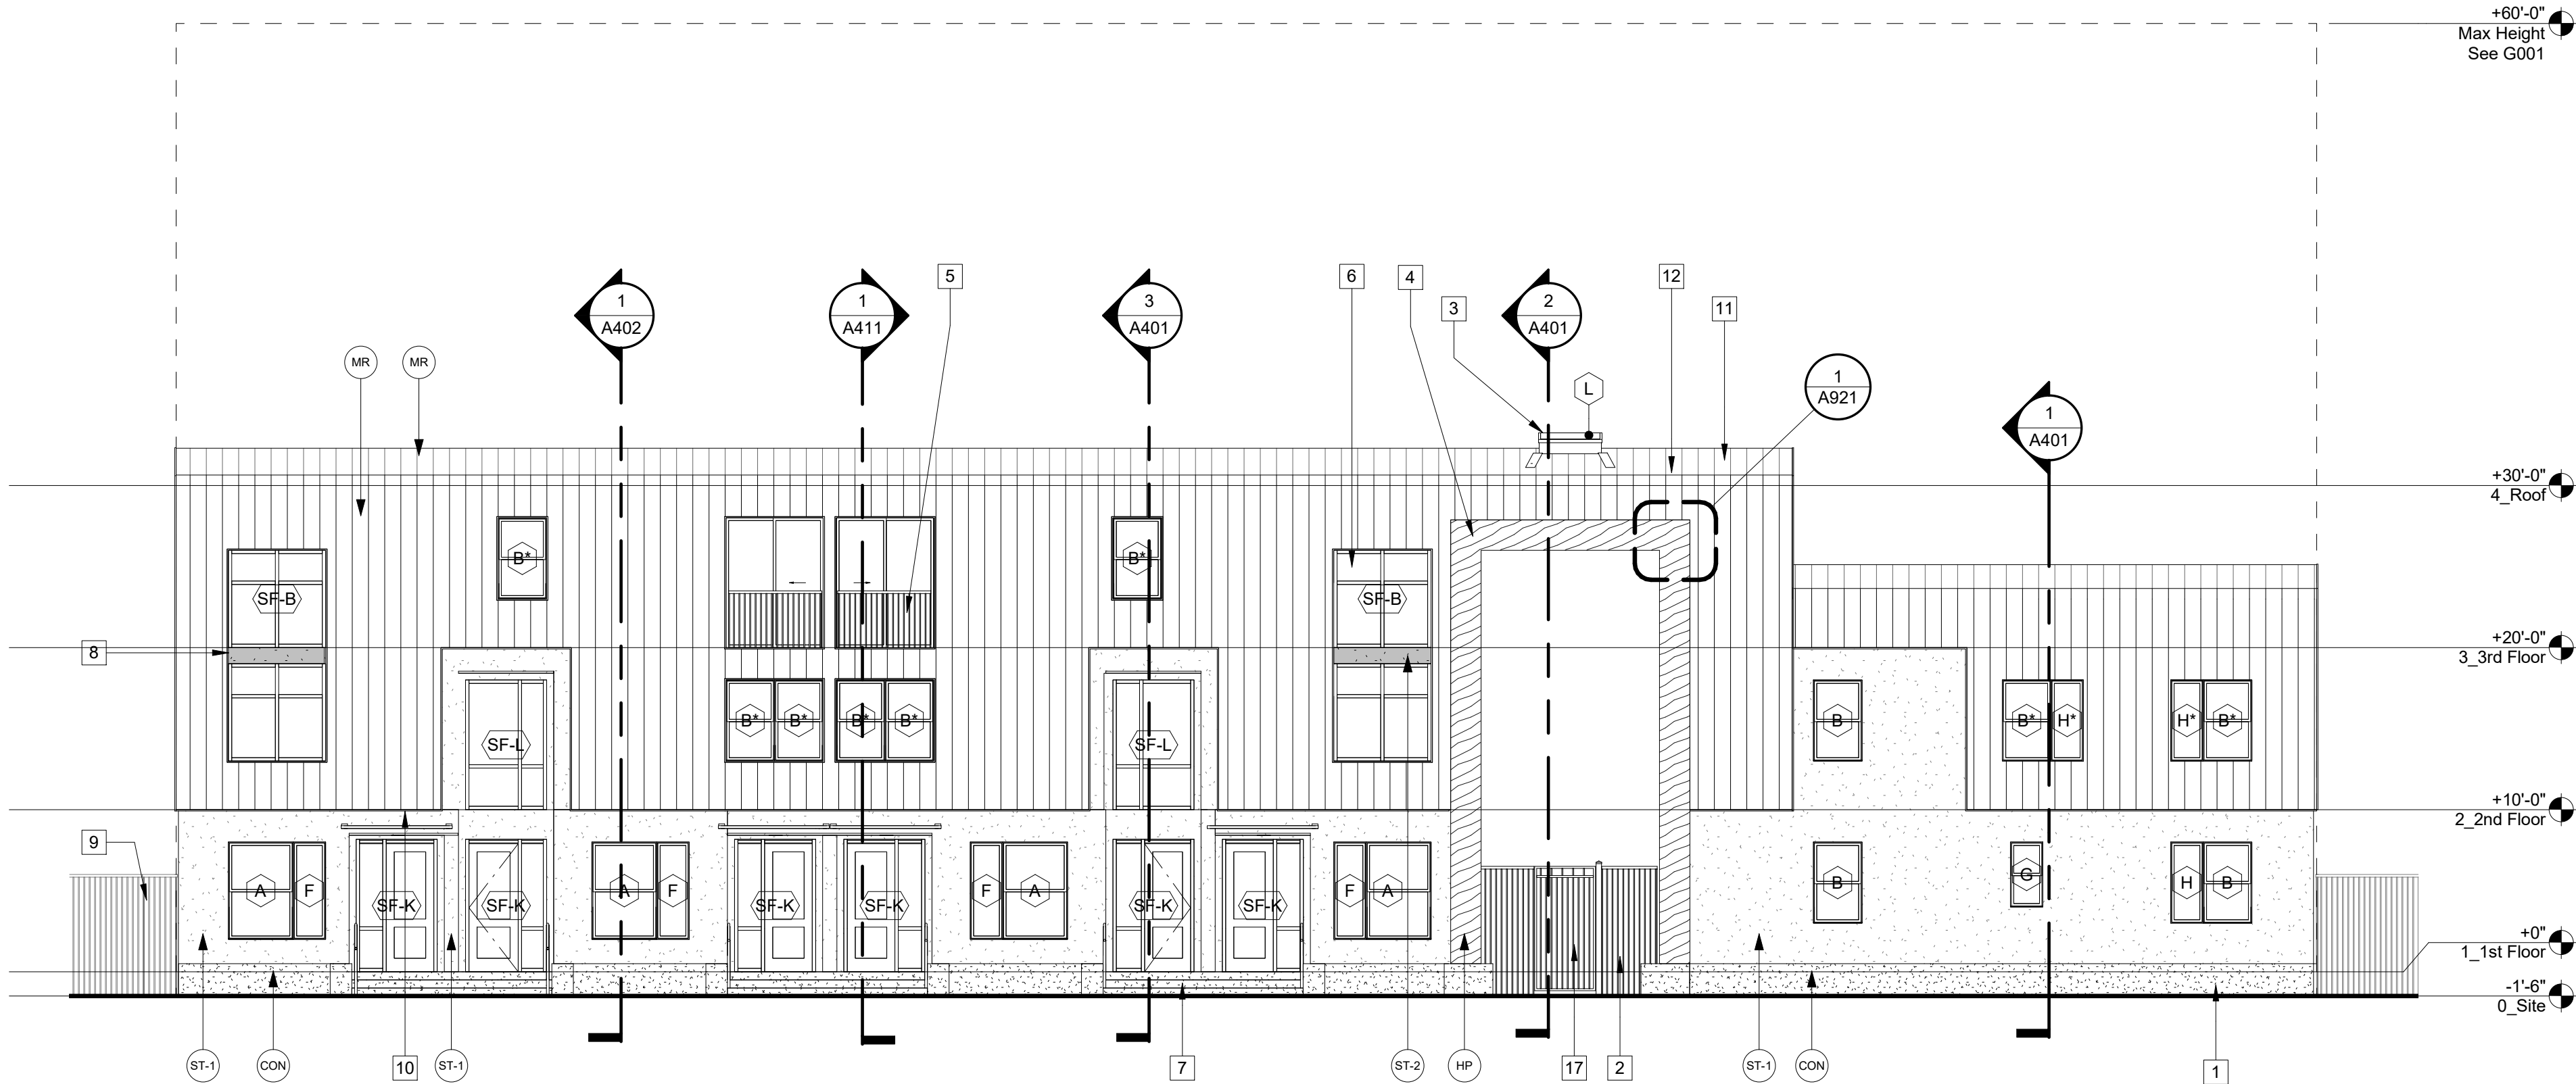 +60'-0"
Max Height
See G001
5
6
4
12
3
11
1
A402
1
A411
3
A401
2
A401
MR
MR
L
1
A921
1
A401
+30'-0"
4_Roof
B*
B*
SF-B
SF-B
8
+20'-0"
3_3rd Floor
B*
B*
B*
B*
B
B*
H*
H*
B*
SF-L
SF-L
+10'-0"
2_2nd Floor
9
A
F
SF-K
SF-K
A
F
SF-K
SF-K
F
A
SF-K
SF-K
F
A
B
G
H
B
+0"
1_1st Floor
-1'-6"
0_Site
ST-1
CON
10
ST-1
7
ST-2
HP
17
2
ST-1
CON
1